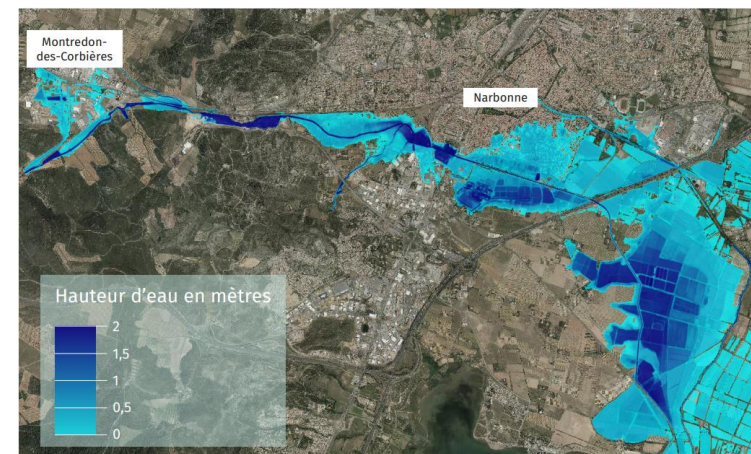 Montredon-
des-Corbières
Narbonne
Hauteur d'eau en mètres
2
1,5
1
0,5
0